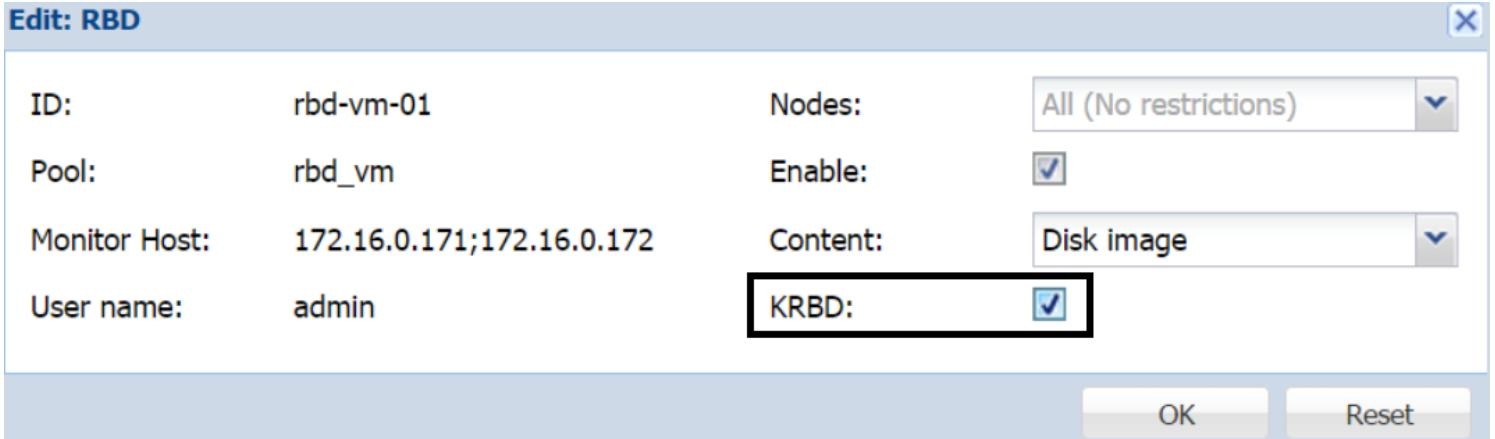 Edit: RBD
ID: rbd-vm-01 Nodes: All (No restrictions)
Pool: rbd_vm Enable:
Monitor Host: 172.16.0.171;172.16.0.172 Content: Disk image
User name: admin KRBD:
OK Reset